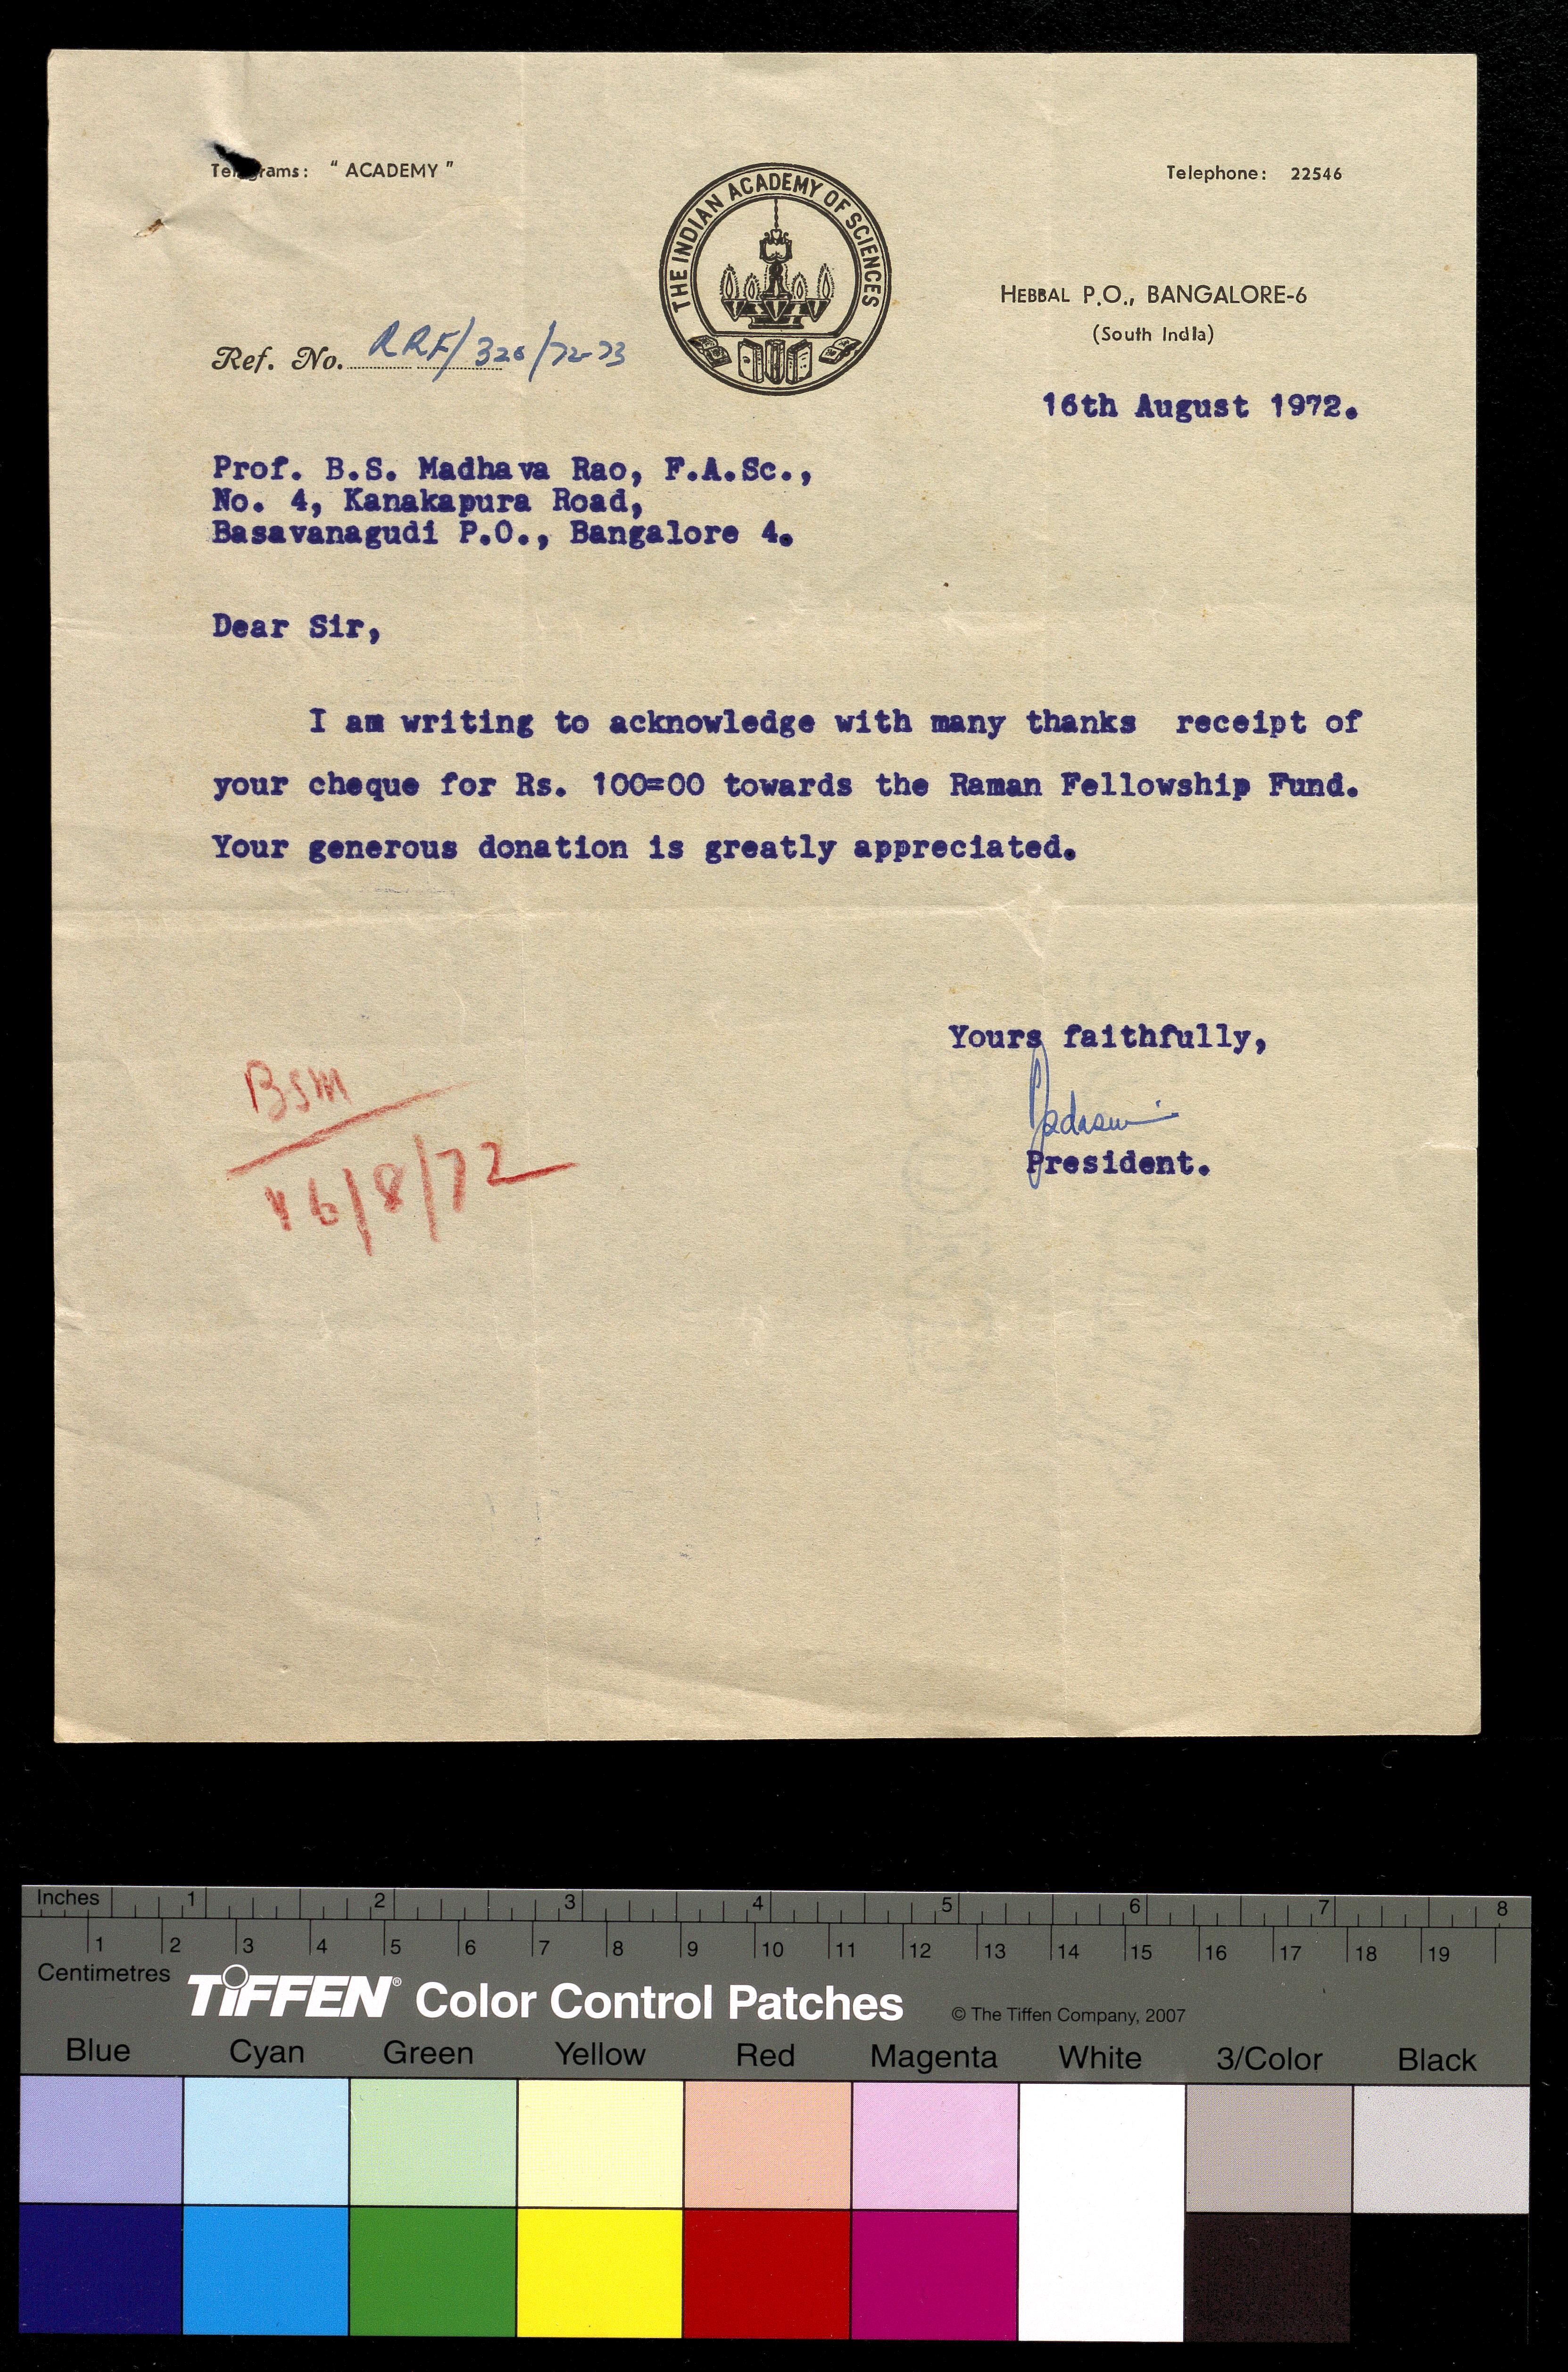 Telegrams: "ACADEMY"
Telephone: 22546
THE INDIAN ACADEMY OF SCIENCES
HEBBAL P.O., BANGALORE-6
(South India)
Ref. No. RRF/320/72-73
16th August 1972.
Prof. B.S. Madhava Rao, F.A.Sc.,
No. 4, Kanakapura Road,
Basavanagudi P.O., Bangalore 4.
Dear Sir,
I am writing to acknowledge with many thanks receipt of
your cheque for Rs. 100=00 towards the Raman Fellowship Fund.
Your generous donation is greatly appreciated.
Yours faithfully,
President.
BSM
16/8/72
Inches 1 2 3 4 5 6 7 8
1 2 3 4 5 6 7 8 9 10 11 12 13 14 15 16 17 18 19
Centimetres
TIFFEN® Color Control Patches © The Tiffen Company, 2007
Blue Cyan Green Yellow Red Magenta White 3/Color Black